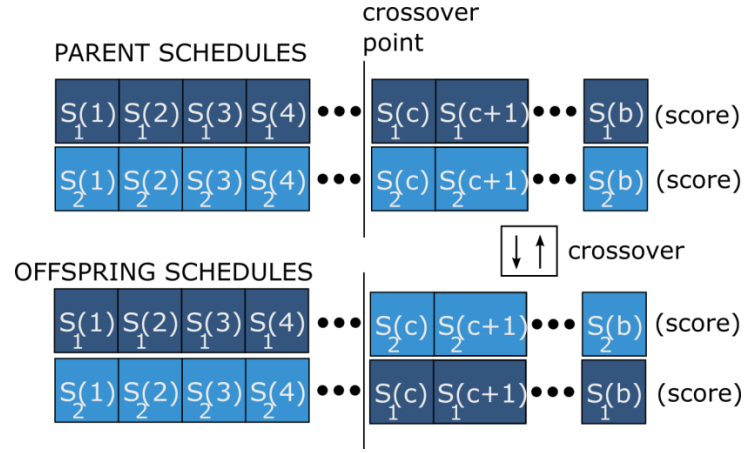 crossover
point
PARENT SCHEDULES
S₁(1) S₁(2) S₁(3) S₁(4) ••• S₁(c) S₁(c+1) ••• S₁(b) (score)
S₂(1) S₂(2) S₂(3) S₂(4) ••• S₂(c) S₂(c+1) ••• S₂(b) (score)
↓↑ crossover
OFFSPRING SCHEDULES
S₁(1) S₁(2) S₁(3) S₁(4) ••• S₂(c) S₂(c+1) ••• S₂(b) (score)
S₂(1) S₂(2) S₂(3) S₂(4) ••• S₁(c) S₁(c+1) ••• S₁(b) (score)